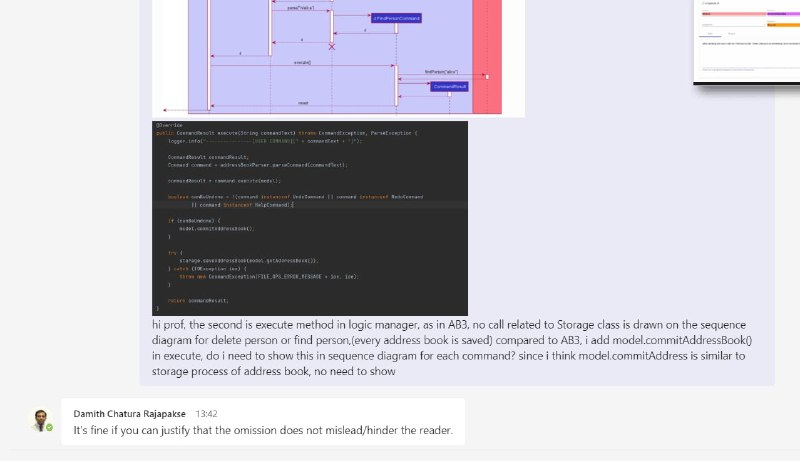 parse("/alice")
d:FindPersonCommand
d
d
d
execute()
findPerson("alice")
:CommandResult
result
@Override
public CommandResult execute(String commandText) throws CommandException, ParseException {
logger.info("----------------[USER COMMAND][" + commandText + "]");
CommandResult commandResult;
Command command = addressBookParser.parseCommand(commandText);
commandResult = command.execute(model);
boolean canBeUndone = !(command instanceof UndoCommand || command instanceof RedoCommand
|| command instanceof HelpCommand);
if (canBeUndone) {
model.commitAddressBook();
}
try {
storage.saveAddressBook(model.getAddressBook());
} catch (IOException ioe) {
throw new CommandException(FILE_OPS_ERROR_MESSAGE + ioe, ioe);
}
return commandResult;
}
hi prof, the second is execute method in logic manager, as in AB3, no call related to Storage class is drawn on the sequence
diagram for delete person or find person,(every address book is saved) compared to AB3, i add model.commitAddressBook()
in execute, do i need to show this in sequence diagram for each command? since i think model.commitAddress is similar to
storage process of address book, no need to show
Damith Chatura Rajapakse 13:42
It's fine if you can justify that the omission does not mislead/hinder the reader.